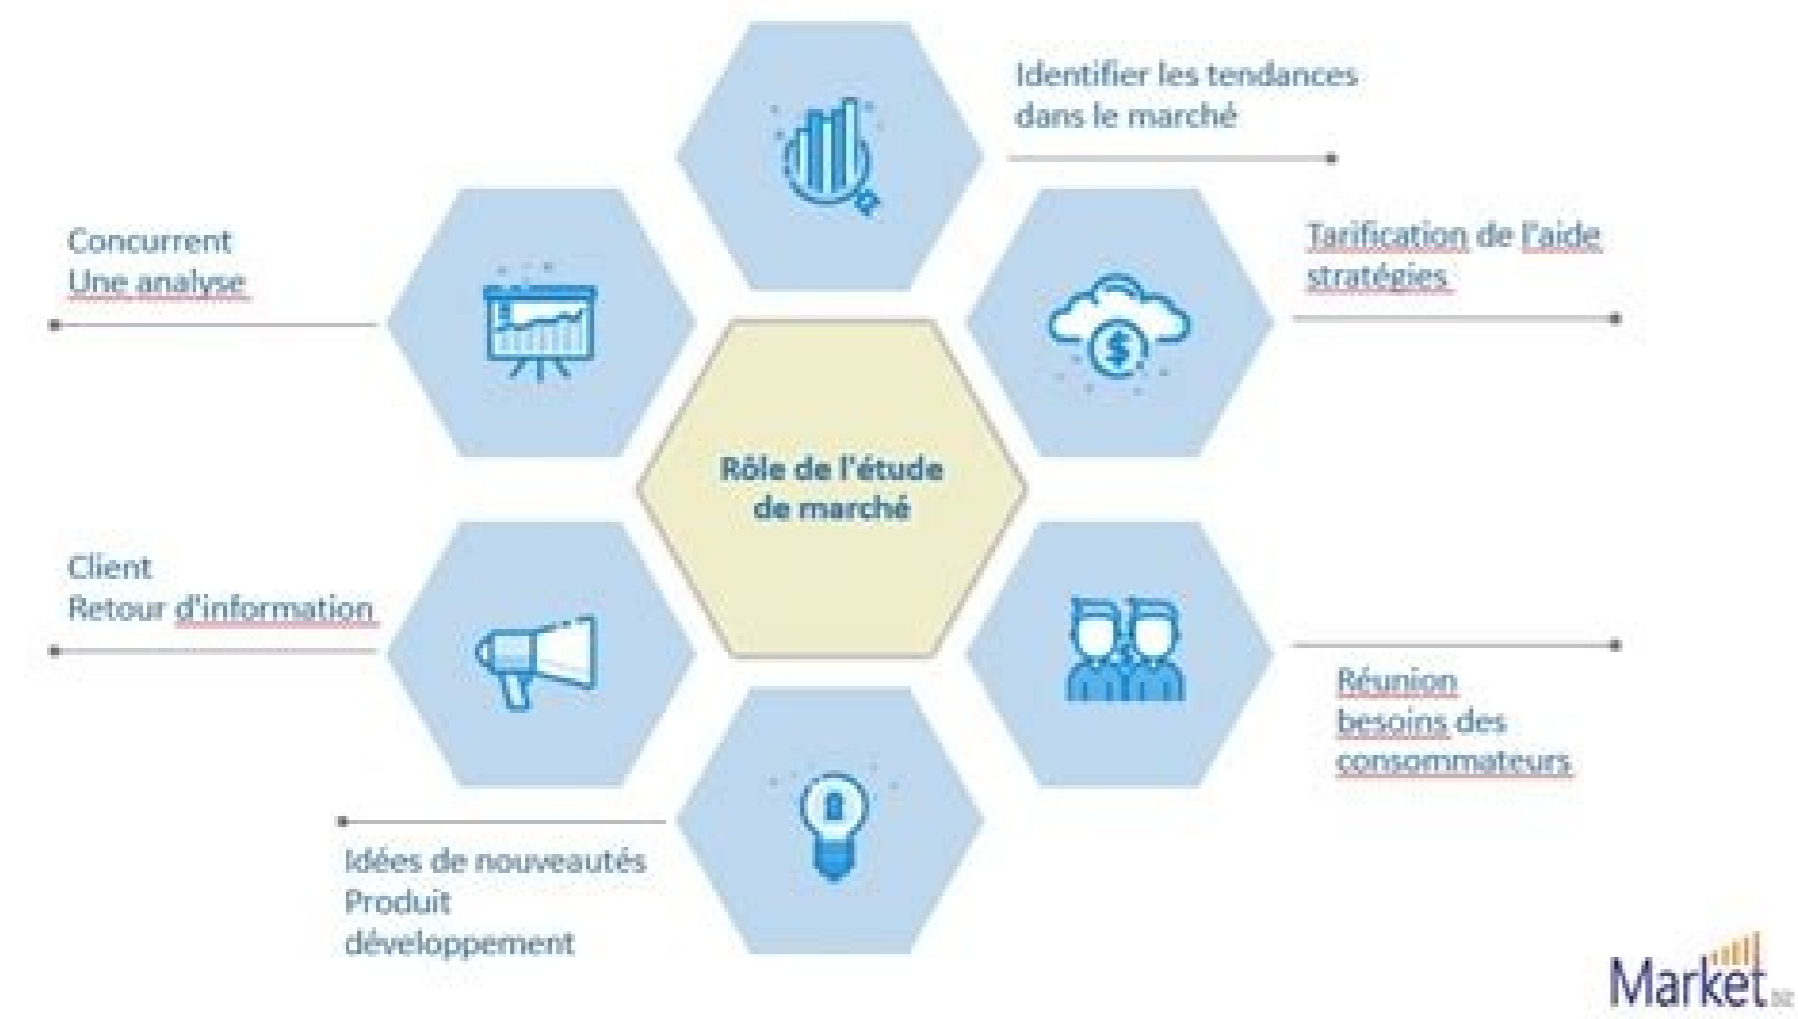 Identifier les tendances
dans le marché
Tarification de l'aide
stratégies
Concurrent
Une analyse
Rôle de l'étude
de marché
Client
Retour d'information
Réunion
besoins des
consommateurs
Idées de nouveautés
Produit
développement
Market